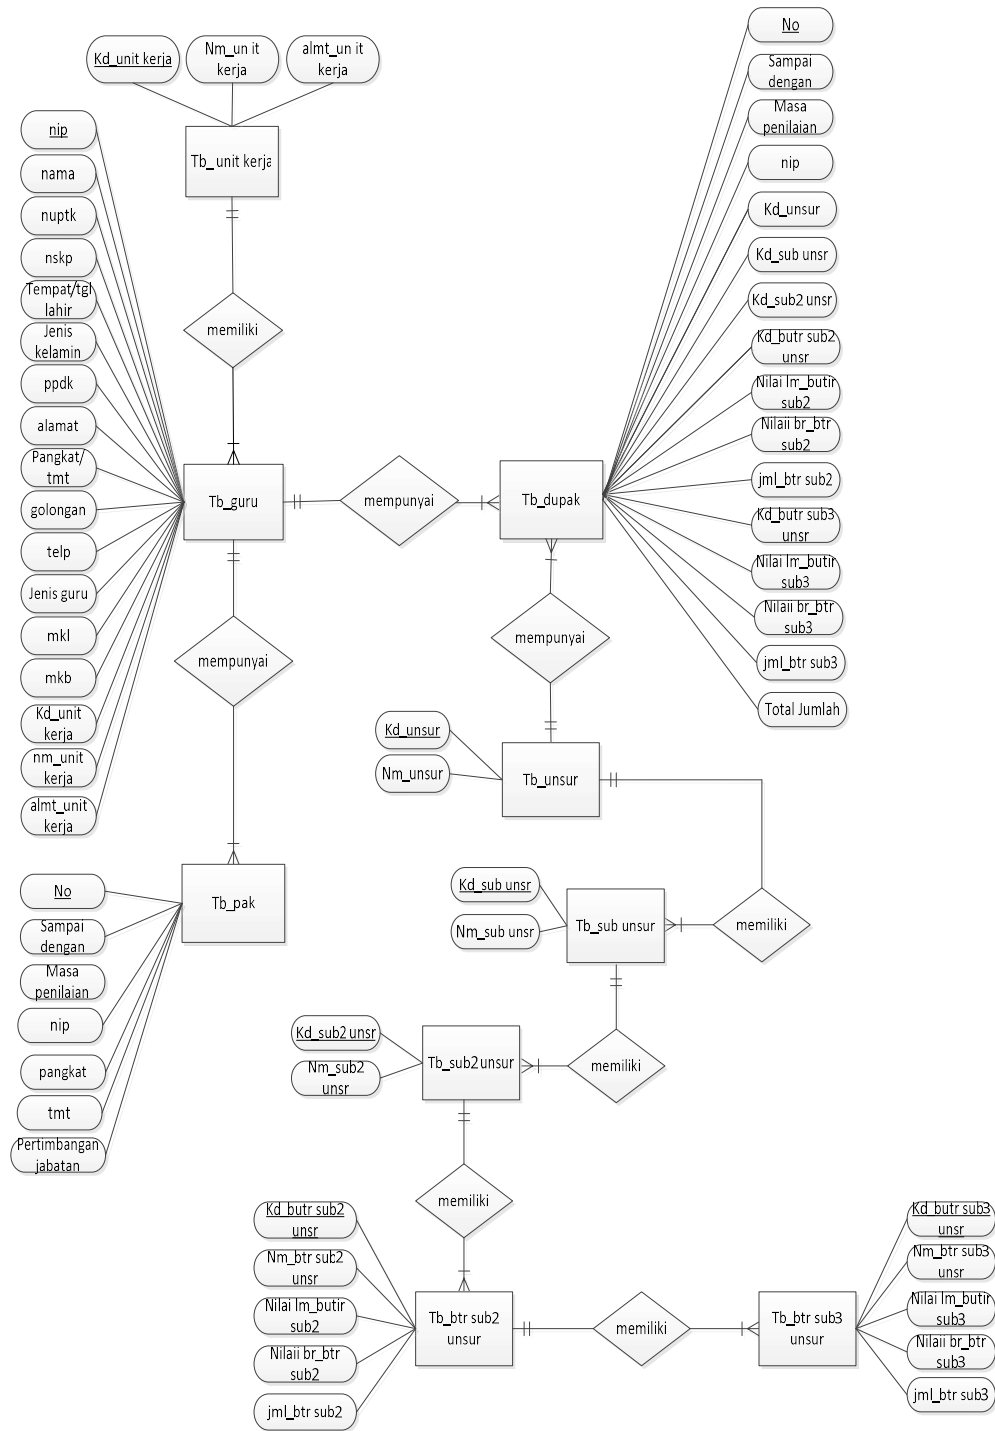 Kd_unit kerja
Nm_un it
kerja
almt_un it
kerja
Tb_ unit kerja
memiliki
nip
nama
nuptk
nskp
Tempat/tgl
lahir
Jenis
kelamin
ppdk
alamat
Pangkat/
tmt
golongan
telp
Jenis guru
mkl
mkb
Kd_unit
kerja
nm_unit
kerja
almt_unit
kerja
Tb_guru
mempunyai
Tb_dupak
No
Sampai
dengan
Masa
penilaian
nip
Kd_unsur
Kd_sub unsr
Kd_sub2 unsr
Kd_butr sub2
unsr
Nilai lm_butir
sub2
Nilaii br_btr
sub2
jml_btr sub2
Kd_butr sub3
unsr
Nilai lm_butir
sub3
Nilaii br_btr
sub3
jml_btr sub3
Total Jumlah
mempunyai
mempunyai
Kd_unsur
Nm_unsur
Tb_unsur
Tb_pak
No
Sampai
dengan
Masa
penilaian
nip
pangkat
tmt
Pertimbangan
jabatan
Kd_sub unsr
Nm_sub unsr
Tb_sub unsur
memiliki
Kd_sub2 unsr
Nm_sub2
unsr
Tb_sub2 unsur
memiliki
memiliki
Kd_butr sub2
unsr
Nm_btr sub2
unsr
Nilai lm_butir
sub2
Nilaii br_btr
sub2
jml_btr sub2
Tb_btr sub2
unsur
memiliki
Tb_btr sub3
unsur
Kd_butr sub3
unsr
Nm_btr sub3
unsr
Nilai lm_butir
sub3
Nilaii br_btr
sub3
jml_btr sub3